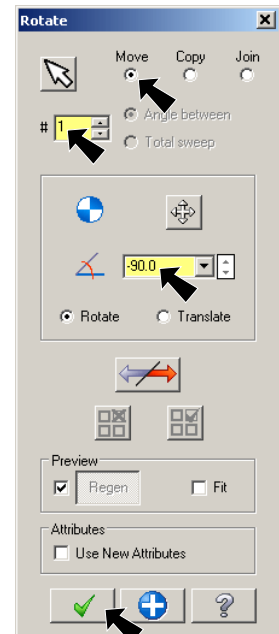 Rotate
Move Copy Join
# 1
Angle between
Total sweep
-90.0
Rotate Translate
Preview
Regen Fit
Attributes
Use New Attributes